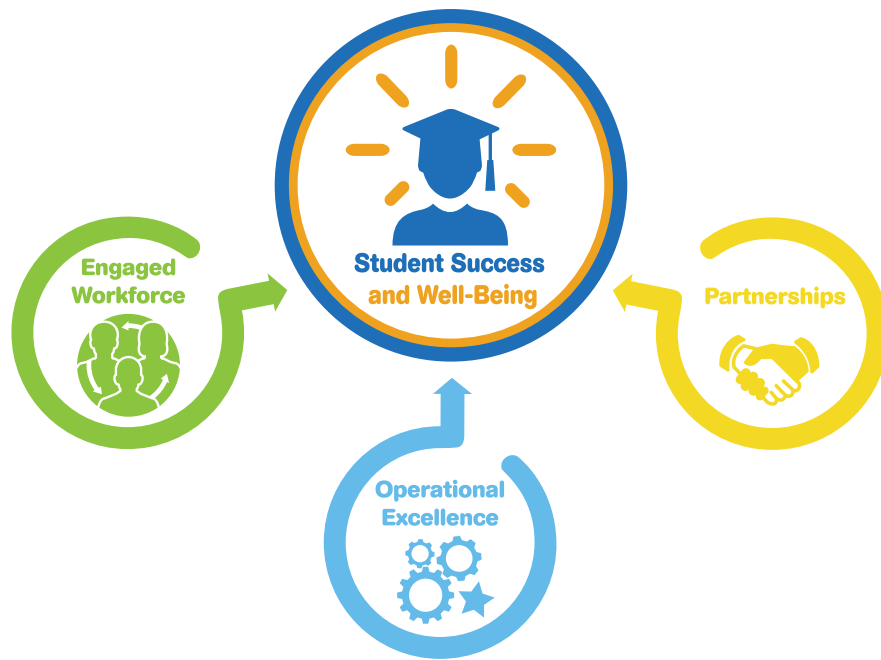 Student Success
and Well-Being
Engaged
Workforce
Partnerships
Operational
Excellence